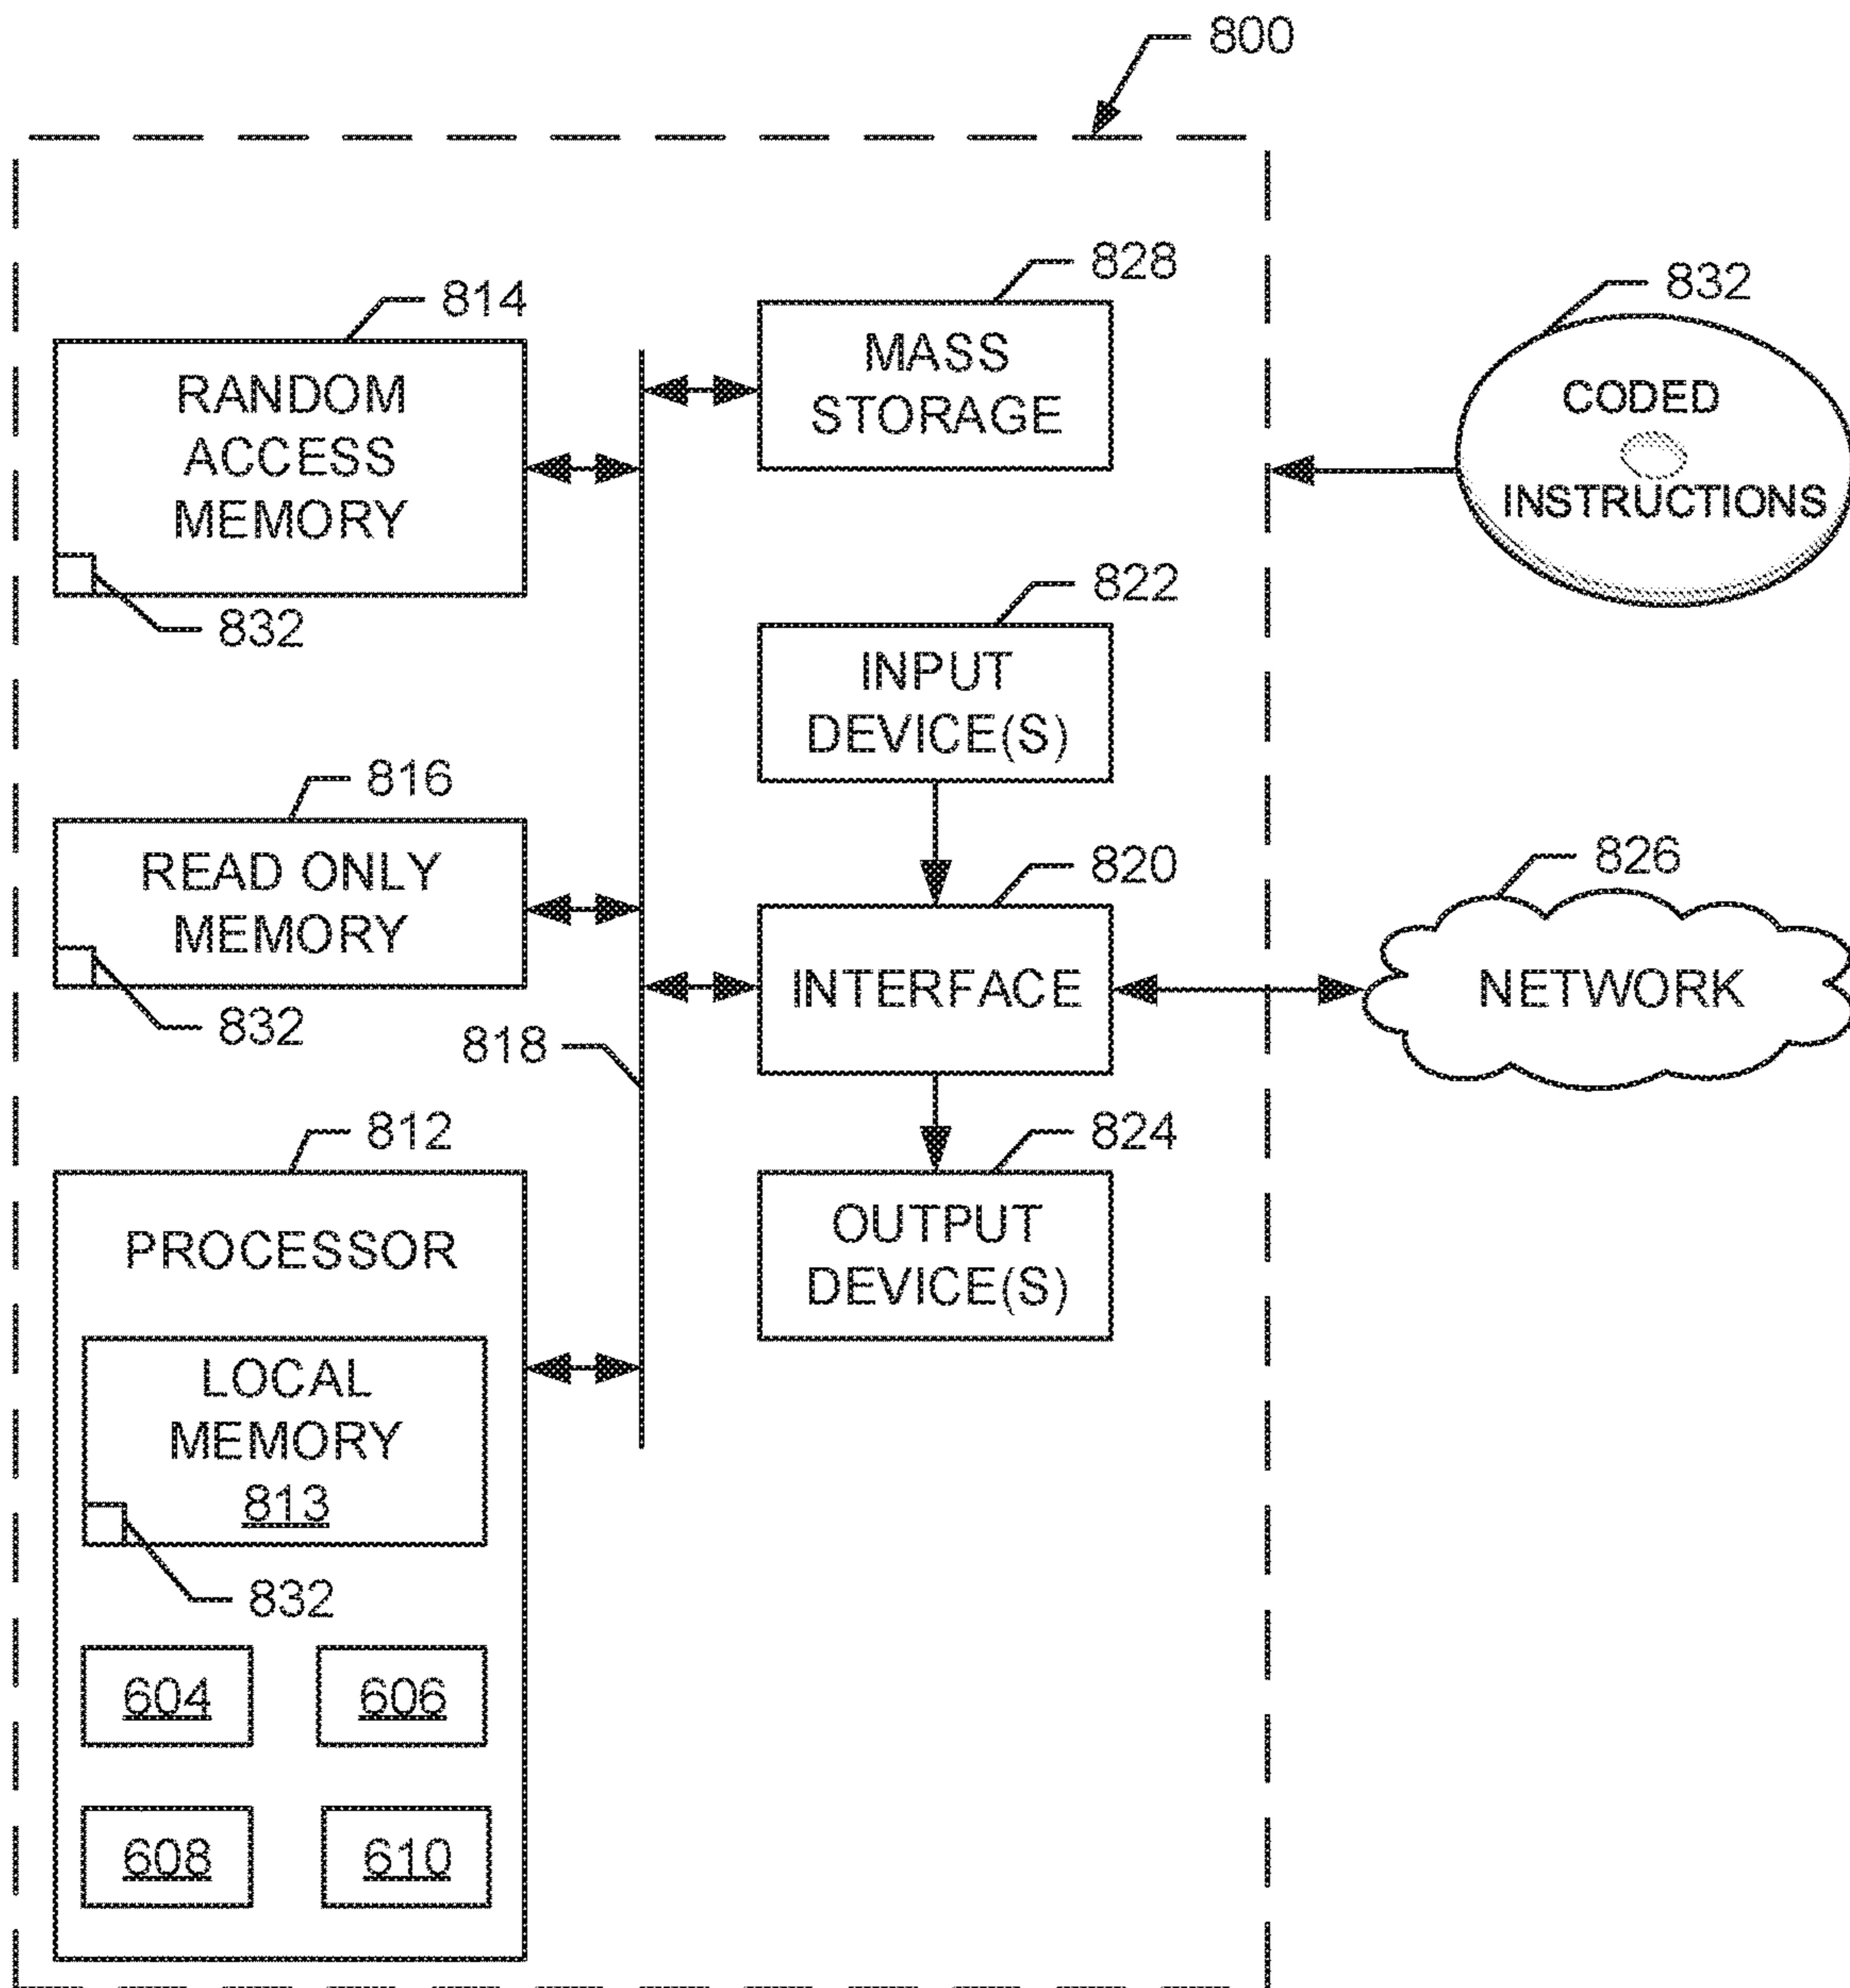 800
828
MASS
STORAGE
814
RANDOM
ACCESS
MEMORY
832
832
CODED
INSTRUCTIONS
822
INPUT
DEVICE(S)
816
READ ONLY
MEMORY
832
820
INTERFACE
826
NETWORK
818
812
PROCESSOR
LOCAL
MEMORY
813
832
604
606
608
610
824
OUTPUT
DEVICE(S)